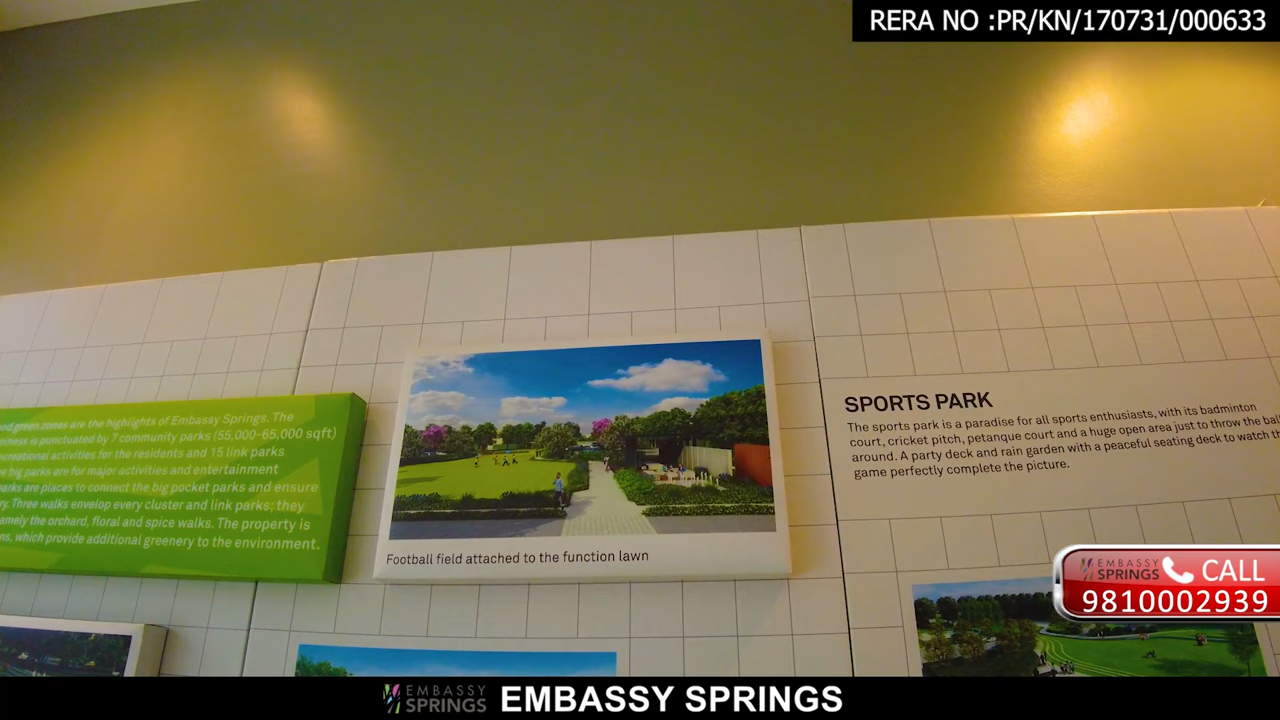 RERA NO :PR/KN/170731/000633
and green zones are the highlights of Embassy Springs. The
is punctuated by 7 community parks (55,000-65,000 sqft)
recreational activities for the residents and 15 link parks
big parks are for major activities and entertainment
parks are places to connect the big pocket parks and ensure
Three walks envelop every cluster and link parks; they
namely the orchard, floral and spice walks. The property is
which provide additional greenery to the environment.
Football field attached to the function lawn
SPORTS PARK
The sports park is a paradise for all sports enthusiasts, with its badminton
court, cricket pitch, petanque court and a huge open area just to throw the
around. A party deck and rain garden with a peaceful seating deck to watch
game perfectly complete the picture.
EMBASSY
SPRINGS
CALL
9810002939
EMBASSY
SPRINGS
EMBASSY SPRINGS